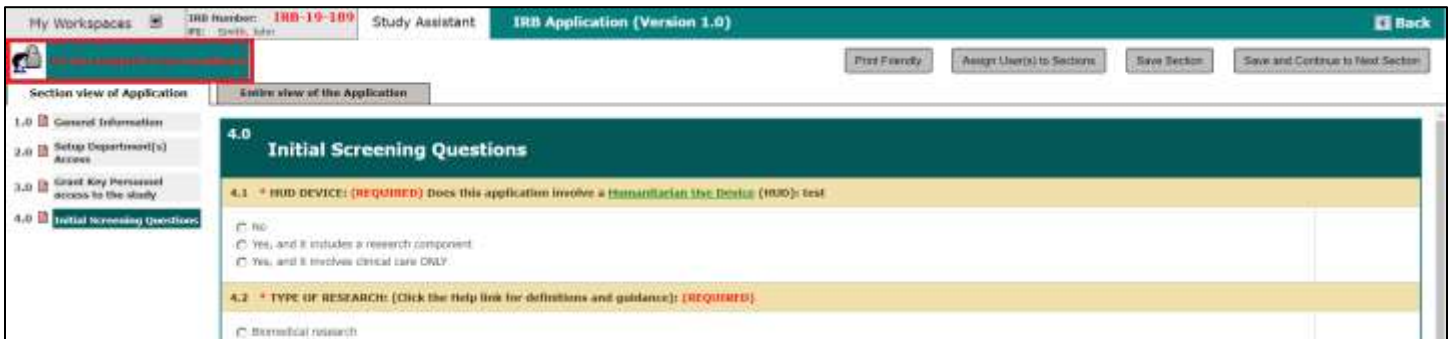 My Workspaces
IRB Number: IRB-19-109
PI: Smith, John
Study Assistant
IRB Application (Version 1.0)
Back
Print Friendly
Assign User(s) to Sections
Save Section
Save and Continue to Next Section
Section view of Application
Entire view of the Application
1.0 General Information
2.0 Setup Department(s)
Access
3.0 Grant Key Personnel
access to the study
4.0 Initial Screening Questions
4.0
Initial Screening Questions
4.1 * HUD DEVICE: (REQUIRED) Does this application involve a Humanitarian Use Device (HUD): test
No
Yes, and it includes a research component
Yes, and it involves clinical care ONLY
4.2 * TYPE OF RESEARCH: [Click the Help link for definitions and guidance]: (REQUIRED)
Biomedical research